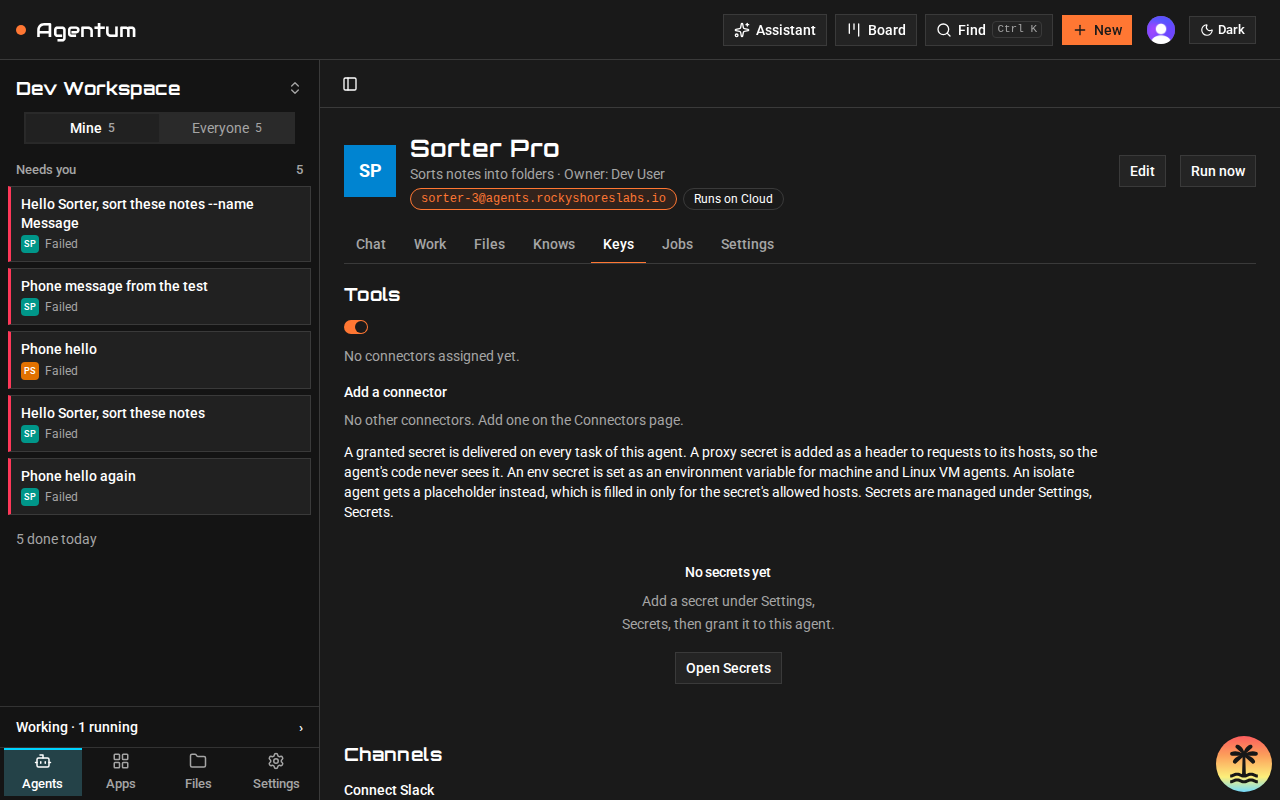 Agentum
Assistant
Board
Find Ctrl K
New
Dark
Dev Workspace
Mine 5
Everyone 5
Needs you 5
Hello Sorter, sort these notes --name
Message
SP Failed
Phone message from the test
SP Failed
Phone hello
PS Failed
Hello Sorter, sort these notes
SP Failed
Phone hello again
SP Failed
5 done today
Working · 1 running ›
Agents
Apps
Files
Settings
SP
Sorter Pro
Sorts notes into folders · Owner: Dev User
sorter-3@agents.rockyshoreslabs.io
Runs on Cloud
Edit
Run now
Chat
Work
Files
Knows
Keys
Jobs
Settings
Tools
No connectors assigned yet.
Add a connector
No other connectors. Add one on the Connectors page.
A granted secret is delivered on every task of this agent. A proxy secret is added as a header to requests to its hosts, so the
agent's code never sees it. An env secret is set as an environment variable for machine and Linux VM agents. An isolate
agent gets a placeholder instead, which is filled in only for the secret's allowed hosts. Secrets are managed under Settings,
Secrets.
No secrets yet
Add a secret under Settings,
Secrets, then grant it to this agent.
Open Secrets
Channels
Connect Slack